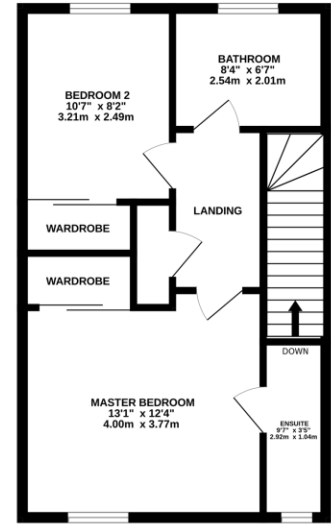 BATHROOM
8'4" x 6'7"
2.54m x 2.01m
BEDROOM 2
10'7" x 8'2"
3.21m x 2.49m
LANDING
WARDROBE
WARDROBE
DOWN
MASTER BEDROOM
13'1" x 12'4"
4.00m x 3.77m
ENSUITE
9'7" x 3'5"
2.92m x 1.04m